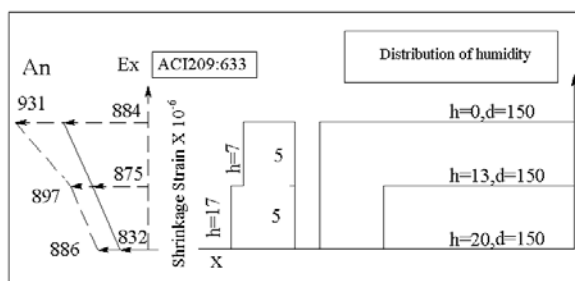 An
Ex
ACI209:633
Distribution of humidity
931
884
h=0,d=150
Shrinkage Strain X 10-6
h=7
5
875
h=13,d=150
897
h=17
5
832
h=20,d=150
886
X